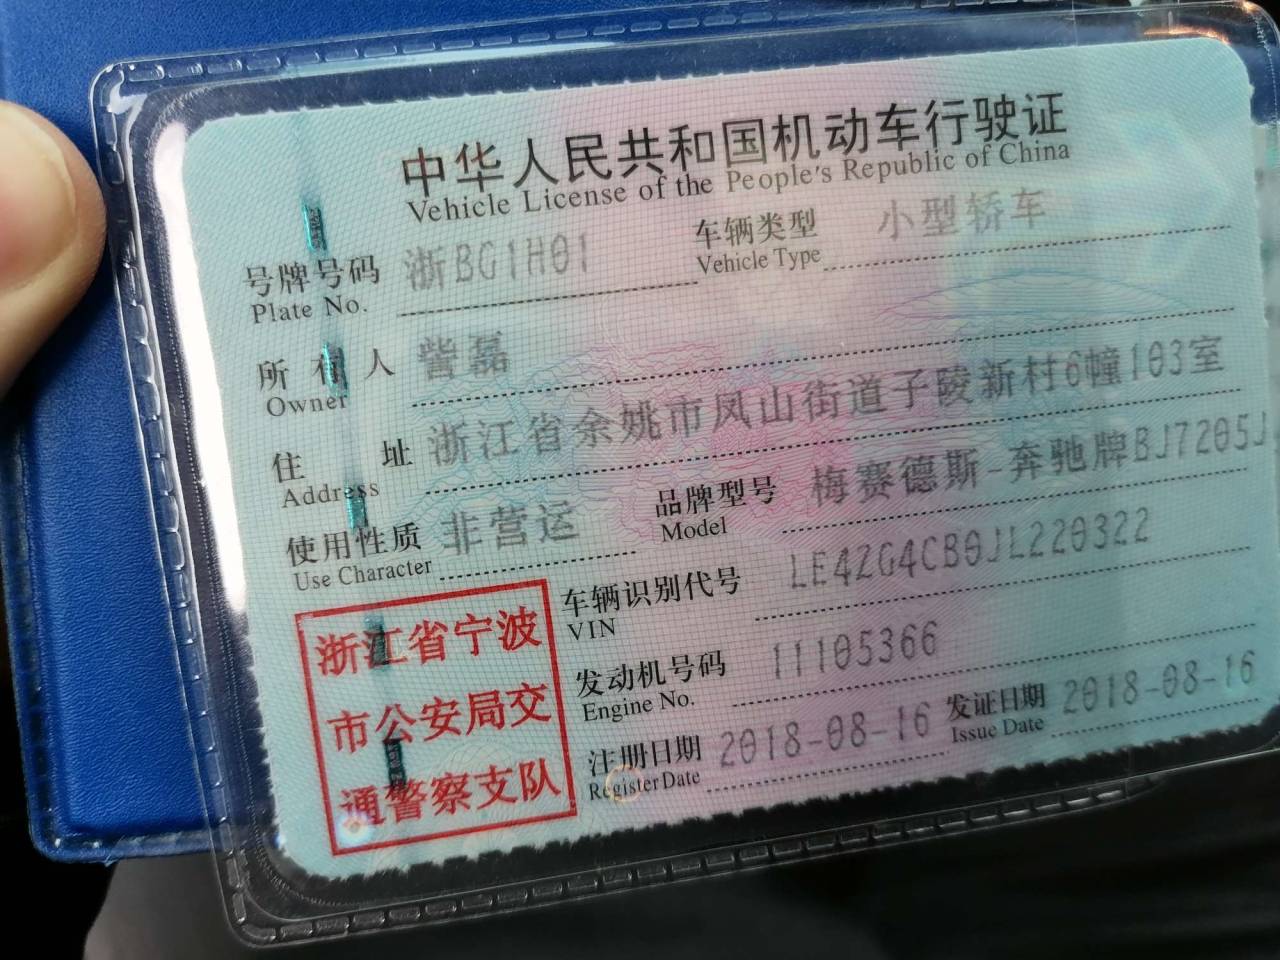 中华人民共和国机动车行驶证
Vehicle License of the People's Republic of China
号牌号码 浙BG1H01 车辆类型 小型轿车
Plate No. Vehicle Type
所有人 訾磊
Owner
住址 浙江省余姚市凤山街道子陵新村6幢103室
Address
使用性质 非营运 品牌型号 梅赛德斯-奔驰牌BJ7205J
Use Character Model
车辆识别代号 LE4ZG4CB0JL220322
VIN
发动机号码 11105366
Engine No.
注册日期 2018-08-16 发证日期 2018-08-16
Register Date Issue Date
浙江省宁波
市公安局交
通警察支队